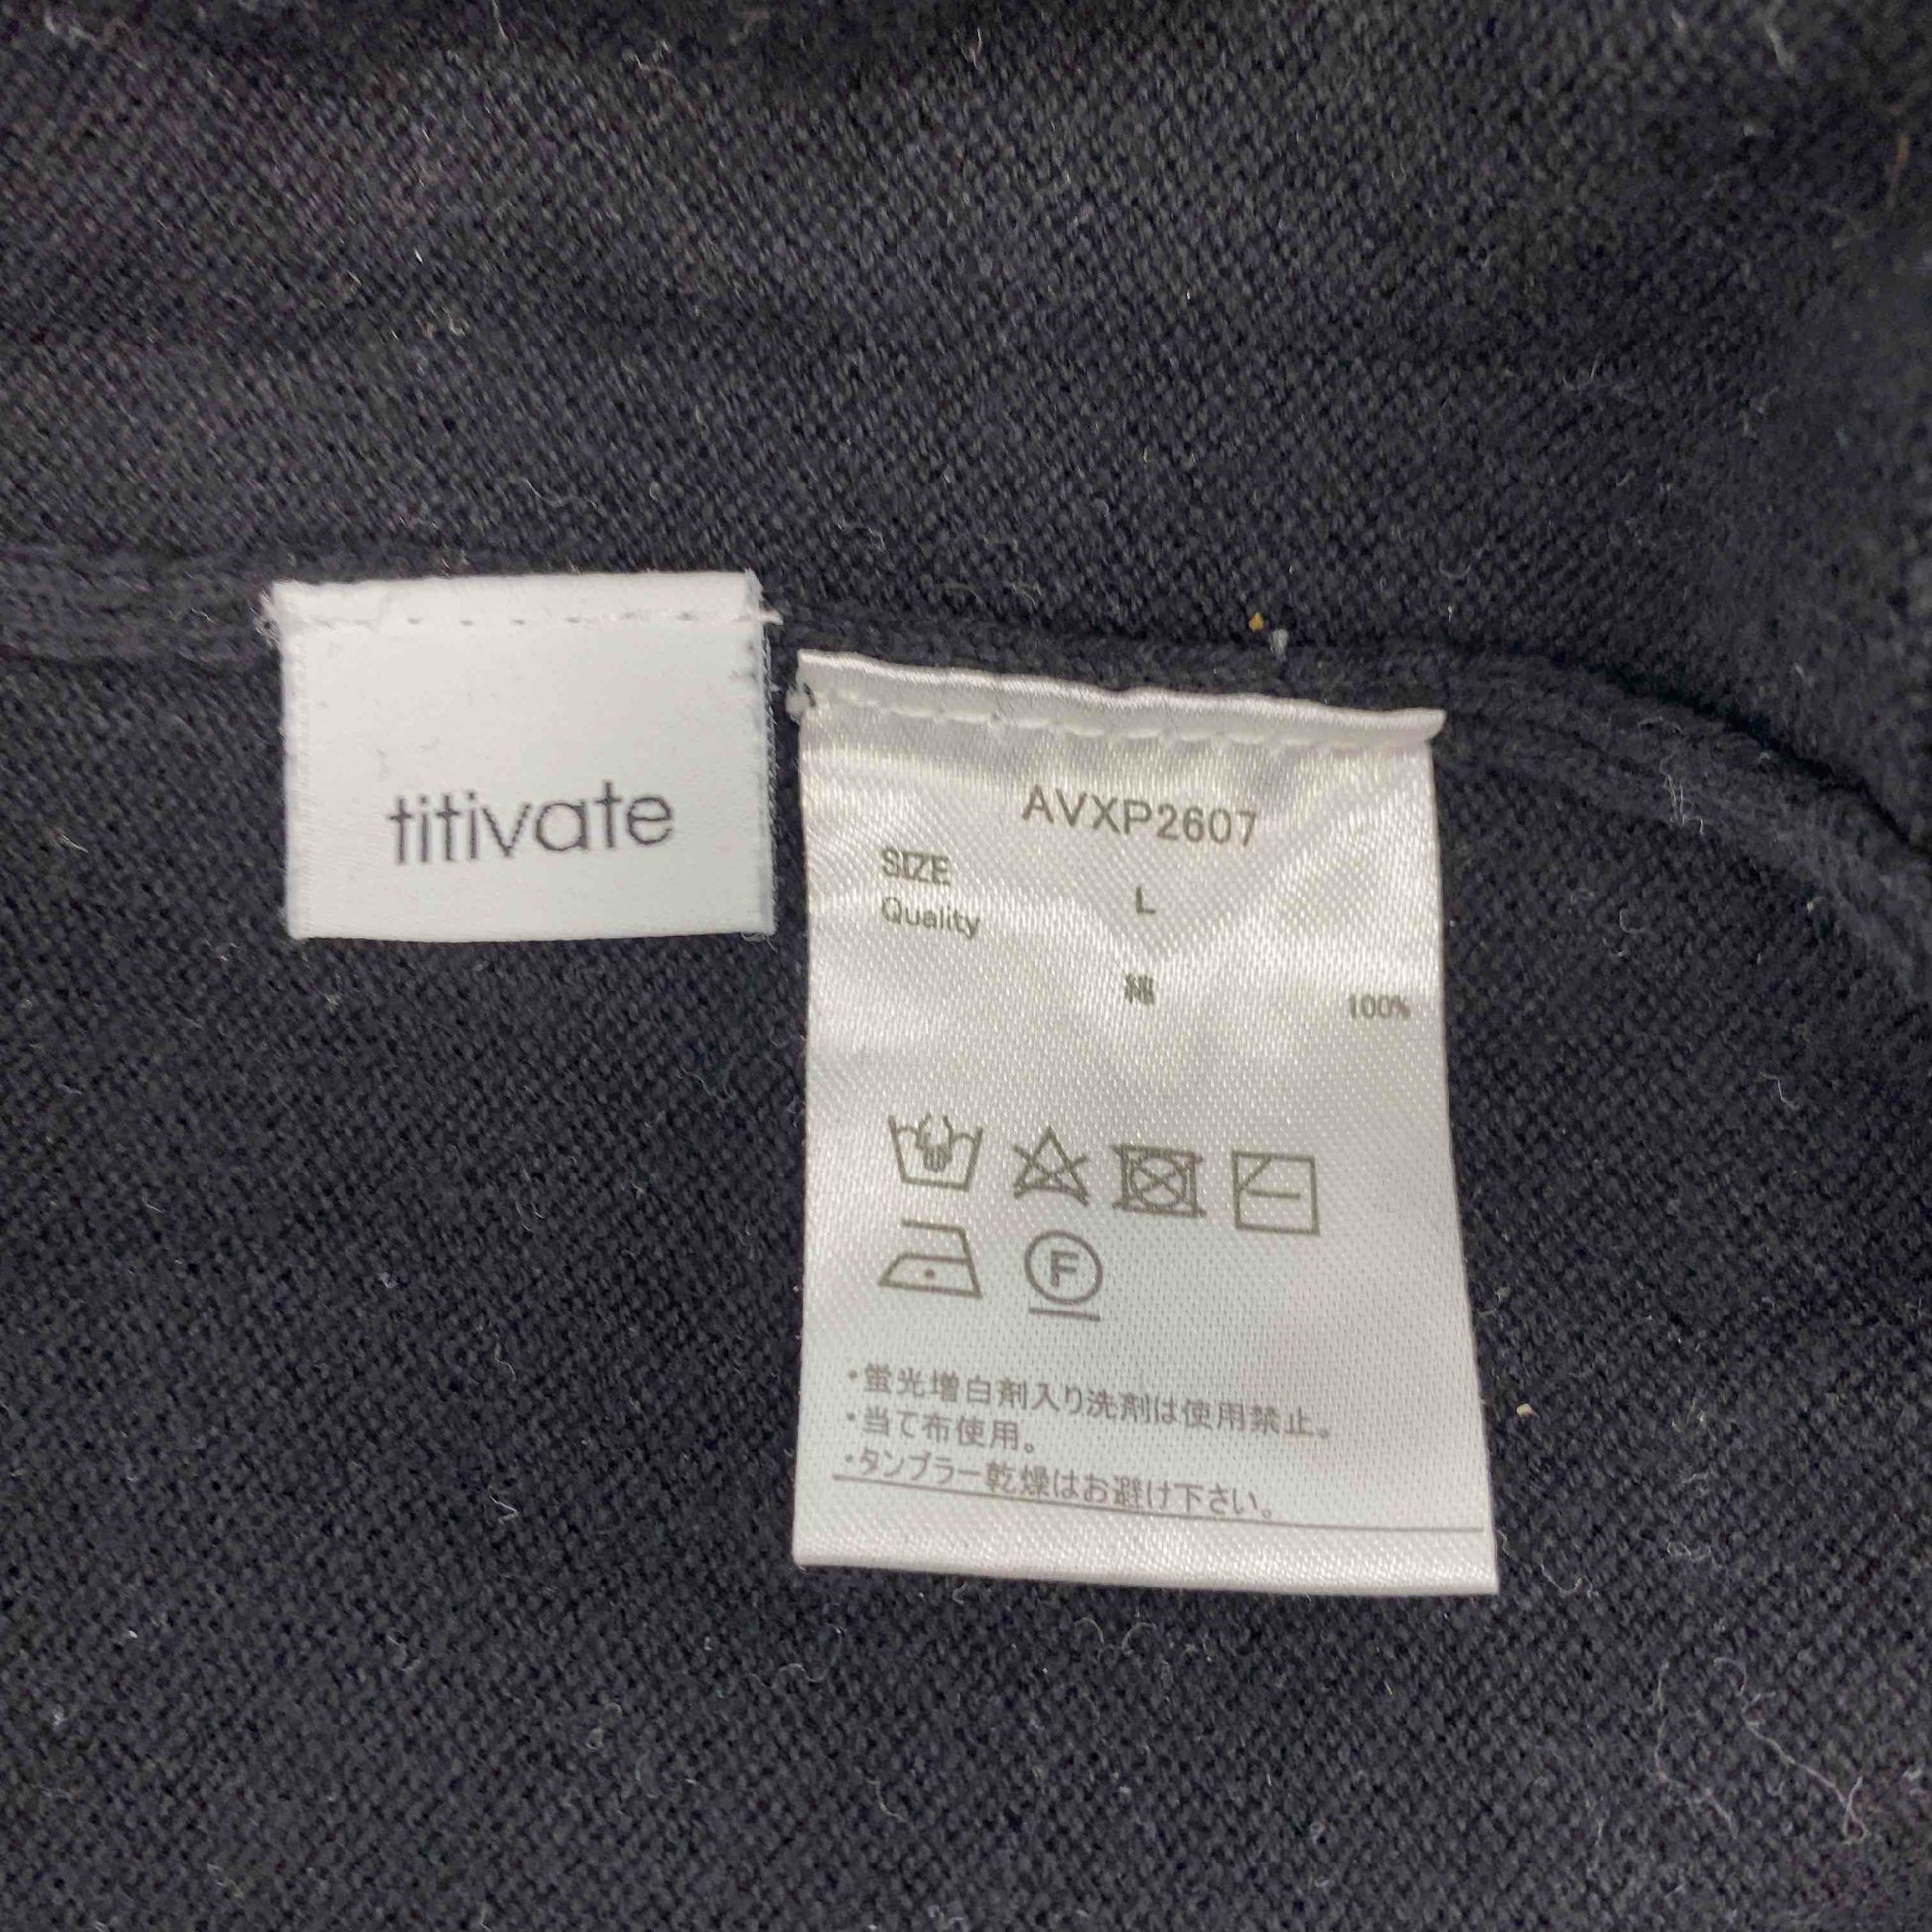 titivate
AVXP2607
SIZE L
Quality
綿 100%
F
・蛍光増白剤入り洗剤は使用禁止。
・当て布使用。
・タンブラー乾燥はお避け下さい。